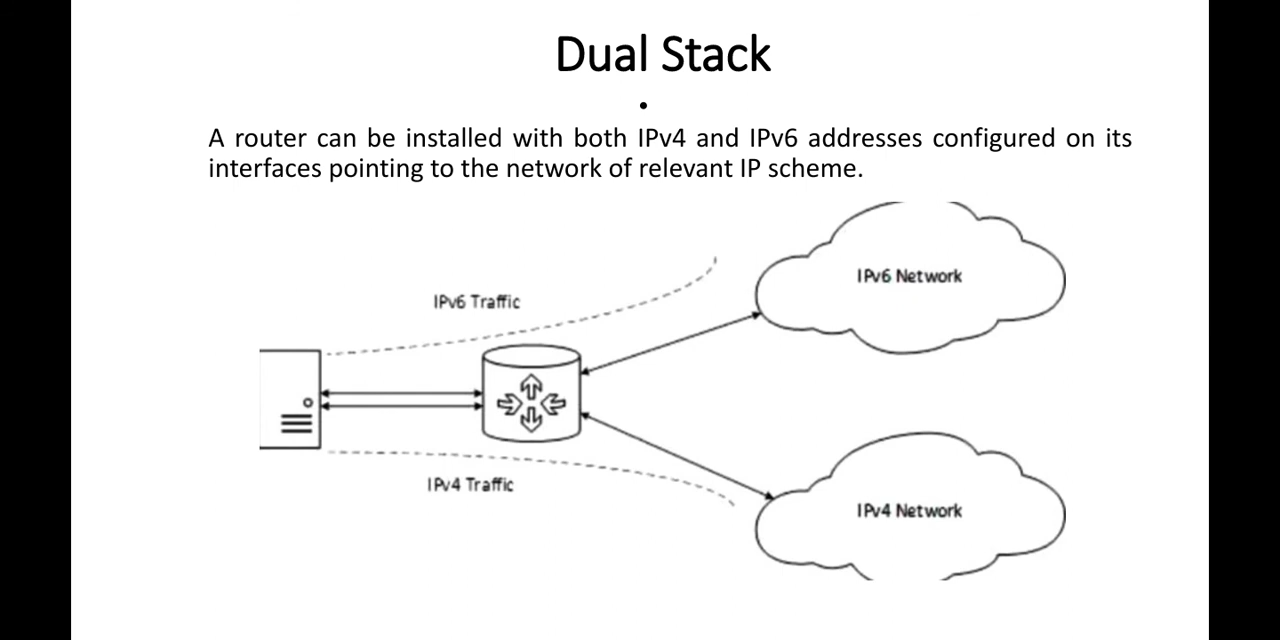 Dual Stack
•
A router can be installed with both IPv4 and IPv6 addresses configured on its
interfaces pointing to the network of relevant IP scheme.
IPv6 Network
IPv6 Traffic
IPv4 Traffic
IPv4 Network